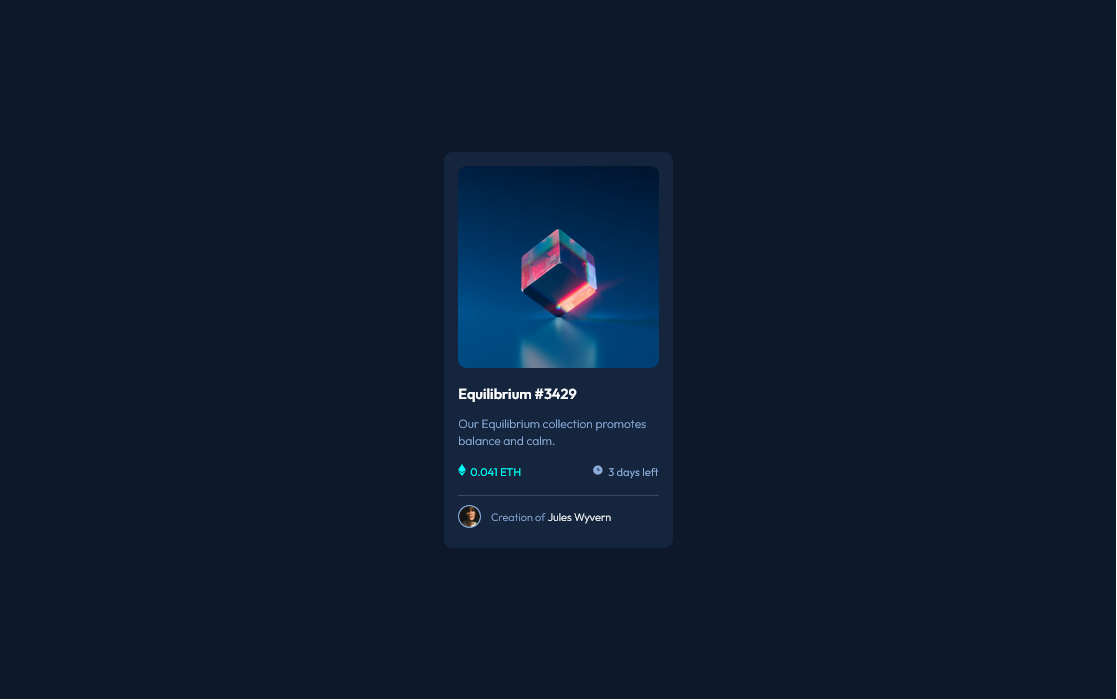 Equilibrium #3429
Our Equilibrium collection promotes
balance and calm.
0.041 ETH
3 days left
Creation of Jules Wyvern